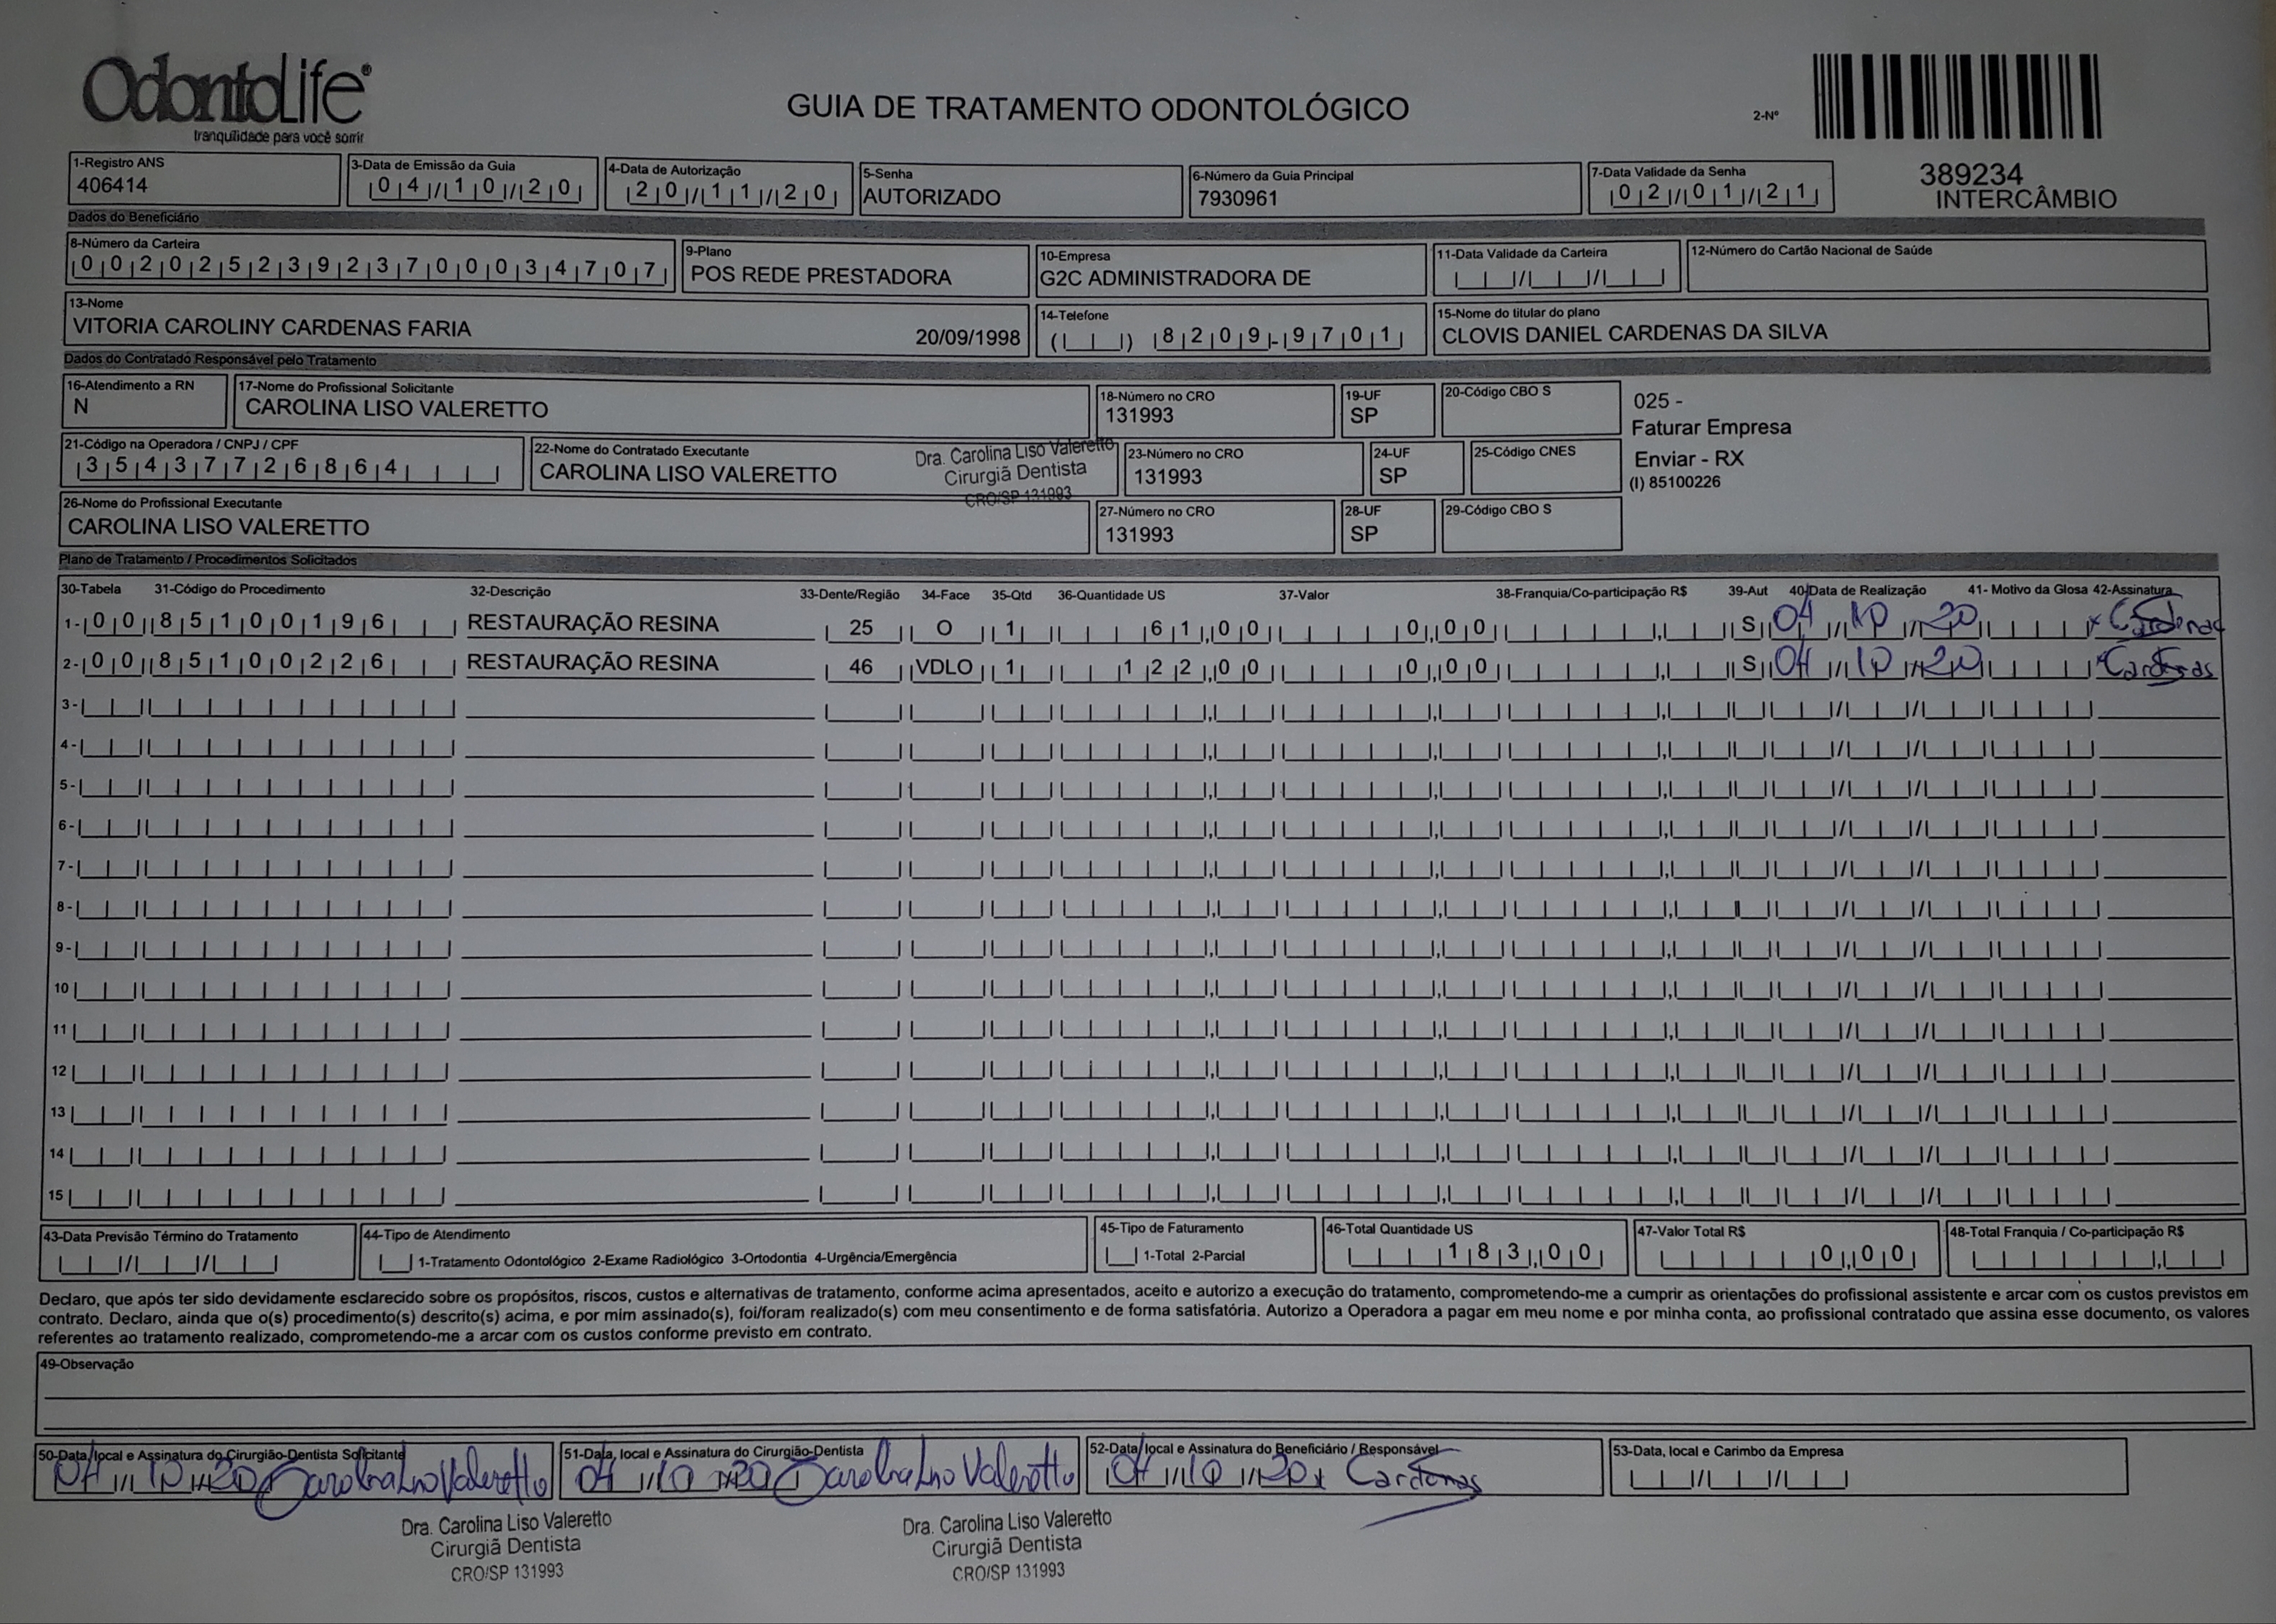 OdontoLife®
tranquilidade para você sorrir
GUIA DE TRATAMENTO ODONTOLÓGICO
2-Nº
389234
INTERCÂMBIO
1-Registro ANS
406414
3-Data de Emissão da Guia
04/10/20
4-Data de Autorização
20/11/20
5-Senha
AUTORIZADO
6-Número da Guia Principal
7930961
7-Data Validade da Senha
02/01/21
Dados do Beneficiário
8-Número da Carteira
00202523923700034707
9-Plano
POS REDE PRESTADORA
10-Empresa
G2C ADMINISTRADORA DE
11-Data Validade da Carteira
12-Número do Cartão Nacional de Saúde
13-Nome
VITORIA CAROLINY CARDENAS FARIA 20/09/1998
14-Telefone
( ) 8209-9701
15-Nome do titular do plano
CLOVIS DANIEL CARDENAS DA SILVA
Dados do Contratado Responsável pelo Tratamento
16-Atendimento a RN
N
17-Nome do Profissional Solicitante
CAROLINA LISO VALERETTO
18-Número no CRO
131993
19-UF
SP
20-Código CBO S
025 -
Faturar Empresa
Enviar - RX
(I) 85100226
21-Código na Operadora / CNPJ / CPF
35437726864
22-Nome do Contratado Executante
CAROLINA LISO VALERETTO
Dra. Carolina Liso Valeretto
Cirurgiã Dentista
CRO/SP 131993
23-Número no CRO
131993
24-UF
SP
25-Código CNES
26-Nome do Profissional Executante
CAROLINA LISO VALERETTO
27-Número no CRO
131993
28-UF
SP
29-Código CBO S
Plano de Tratamento / Procedimentos Solicitados
30-Tabela 31-Código do Procedimento 32-Descrição 33-Dente/Região 34-Face 35-Qtd 36-Quantidade US 37-Valor 38-Franquia/Co-participação R$ 39-Aut 40-Data de Realização 41- Motivo da Glosa 42-Assinatura
1- 00 85100196 RESTAURAÇÃO RESINA 25 O 1 61,00 0,00 S 04/10/20 x Cardenas
2- 00 85100226 RESTAURAÇÃO RESINA 46 VDLO 1 122,00 0,00 S 04/10/20 x Cardenas
3-
4-
5-
6-
7-
8-
9-
10
11
12
13
14
15
43-Data Previsão Término do Tratamento
44-Tipo de Atendimento
1-Tratamento Odontológico 2-Exame Radiológico 3-Ortodontia 4-Urgência/Emergência
45-Tipo de Faturamento
1-Total 2-Parcial
46-Total Quantidade US
183,00
47-Valor Total R$
0,00
48-Total Franquia / Co-participação R$
Declaro, que após ter sido devidamente esclarecido sobre os propósitos, riscos, custos e alternativas de tratamento, conforme acima apresentados, aceito e autorizo a execução do tratamento, comprometendo-me a cumprir as orientações do profissional assistente e arcar com os custos previstos em
contrato. Declaro, ainda que o(s) procedimento(s) descrito(s) acima, e por mim assinado(s), foi/foram realizado(s) com meu consentimento e de forma satisfatória. Autorizo a Operadora a pagar em meu nome e por minha conta, ao profissional contratado que assina esse documento, os valores
referentes ao tratamento realizado, comprometendo-me a arcar com os custos conforme previsto em contrato.
49-Observação
50-Data, local e Assinatura do Cirurgião-Dentista Solicitante
04/10/20 Carolina Liso Valeretto
51-Data, local e Assinatura do Cirurgião-Dentista
04/10/20 Carolina Liso Valeretto
52-Data, local e Assinatura do Beneficiário / Responsável
04/10/20 x Cardenas
53-Data, local e Carimbo da Empresa
Dra. Carolina Liso Valeretto
Cirurgiã Dentista
CRO/SP 131993
Dra. Carolina Liso Valeretto
Cirurgiã Dentista
CRO/SP 131993